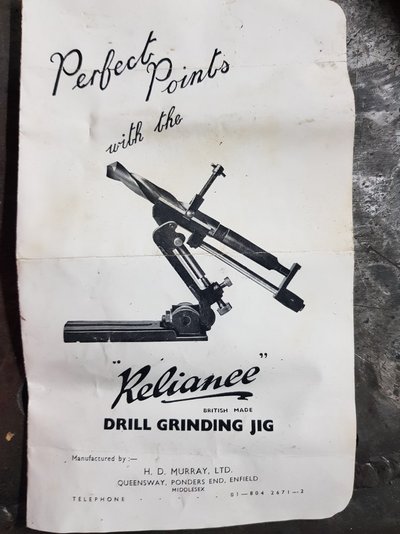 Perfect
Points
with the
"Reliance"
BRITISH MADE
DRILL GRINDING JIG
Manufactured by :—
H. D. MURRAY, LTD.
QUEENSWAY, PONDERS END, ENFIELD
MIDDLESEX
TELEPHONE · · · · · 01—804 2671—2